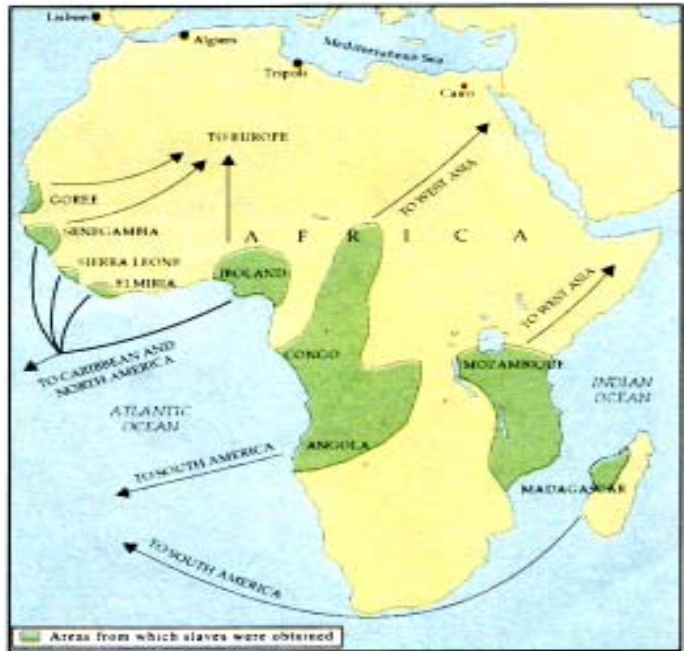 Lisbon
Algiers
Mediterranean Sea
Tripoli
Cairo
TO EUROPE
TO WEST ASIA
GOREE
SENEGAMBIA
A F R I C A
SIERRA LEONE
ELMIRIA
IBOLAND
TO WEST ASIA
TO CARIBBEAN AND
NORTH AMERICA
CONGO
MOZAMBIQUE
INDIAN
OCEAN
ATLANTIC
OCEAN
ANGOLA
TO SOUTH AMERICA
MADAGASCAR
TO SOUTH AMERICA
Areas from which slaves were obtained